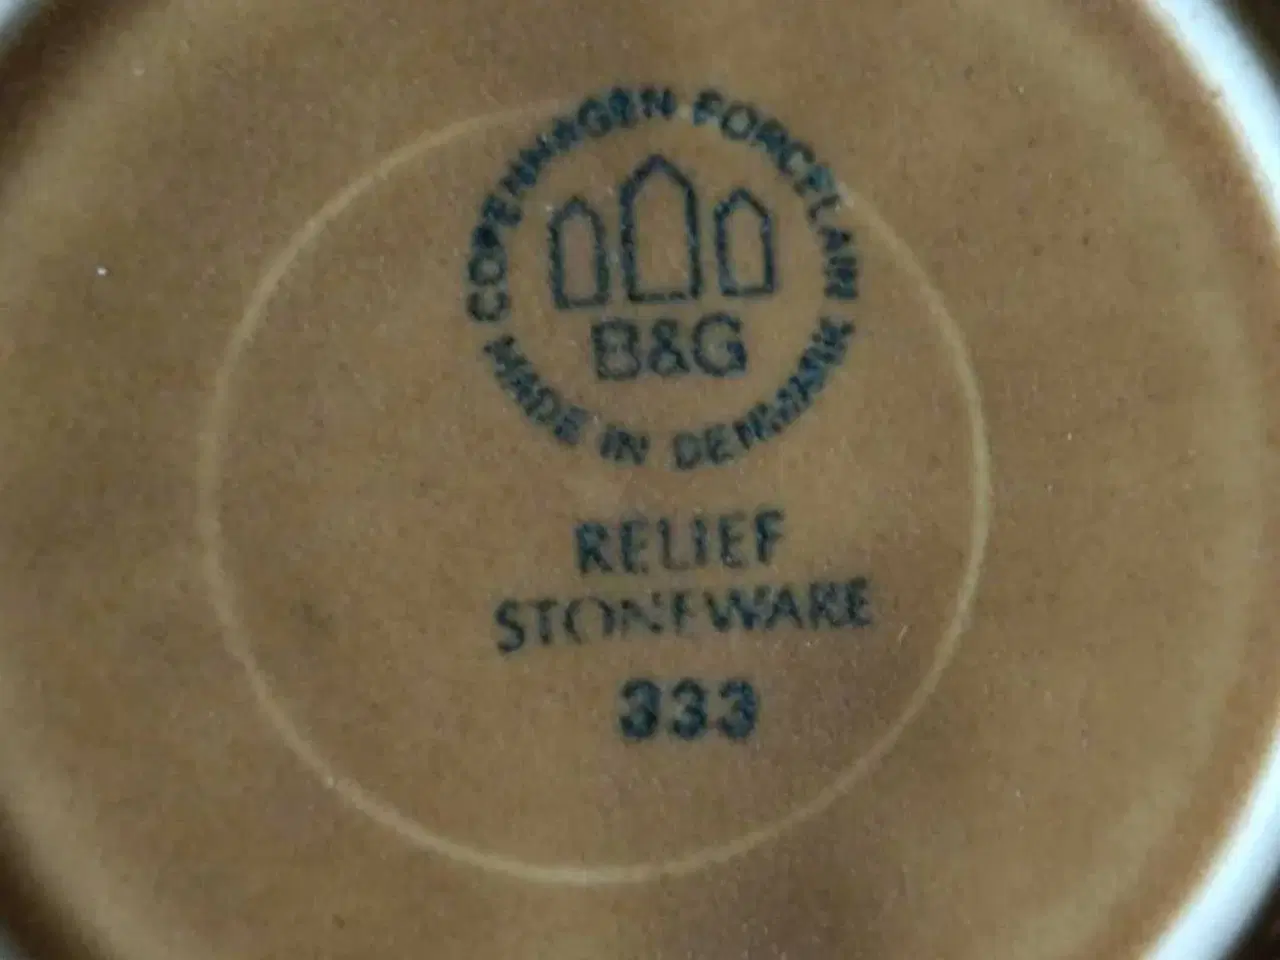 COPENHAGEN PORCELAIN
B&G
MADE IN DENMARK
RELIEF
STONEWARE
333